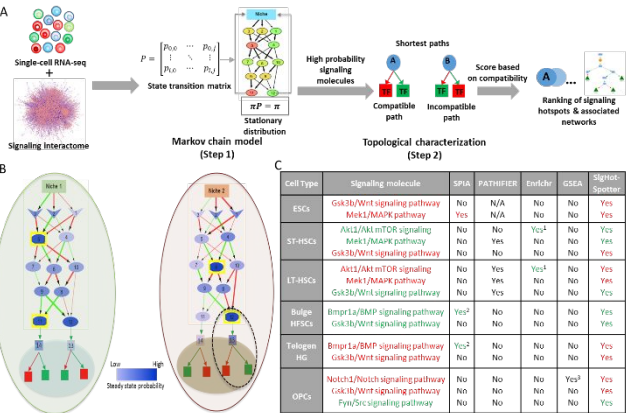 A
Single-cell RNA-seq
+
Signaling Interactome
State transition matrix
Niche
πP = π
Stationary
distribution
Markov chain model
(Step 1)
High probability
signaling
molecules
Shortest paths
A
B
TF
TF
TF
TF
Compatible
path
Incompatible
path
Topological characterization
(Step 2)
Score based
on compatibility
A
Ranking of signaling
hotspots & associated
networks
B
Niche 1
Niche 2
Low
High
Steady state probability
C
Cell Type Signaling molecule SPIA PATHIFIER Enrichr GSEA SigHot-Spotter
ESCs
Gsk3b/Wnt signaling pathway No N/A No No Yes
Mek1/MAPK pathway Yes N/A No No Yes
ST-HSCs
Akt1/Akt mTOR signaling No No Yes¹ No Yes
Mek1/MAPK pathway No Yes No No Yes
Gsk3b/Wnt signaling pathway No No No No Yes
LT-HSCs
Akt1/Akt mTOR signaling No Yes Yes¹ No Yes
Mek1/MAPK pathway No Yes No No Yes
Gsk3b/Wnt signaling pathway No No No No Yes
Bulge HFSCs
Bmpr1a/BMP signaling pathway Yes² No No No Yes
Gsk3b/Wnt signaling pathway No No No No Yes
Telogen HG
Bmpr1a/BMP signaling pathway Yes² No No No Yes
Gsk3b/Wnt signaling pathway No No No No Yes
OPCs
Notch1/Notch signaling pathway No No No Yes³ Yes
Gsk3b/Wnt signaling pathway No No No No Yes
Fyn/Src signaling pathway No No No No Yes